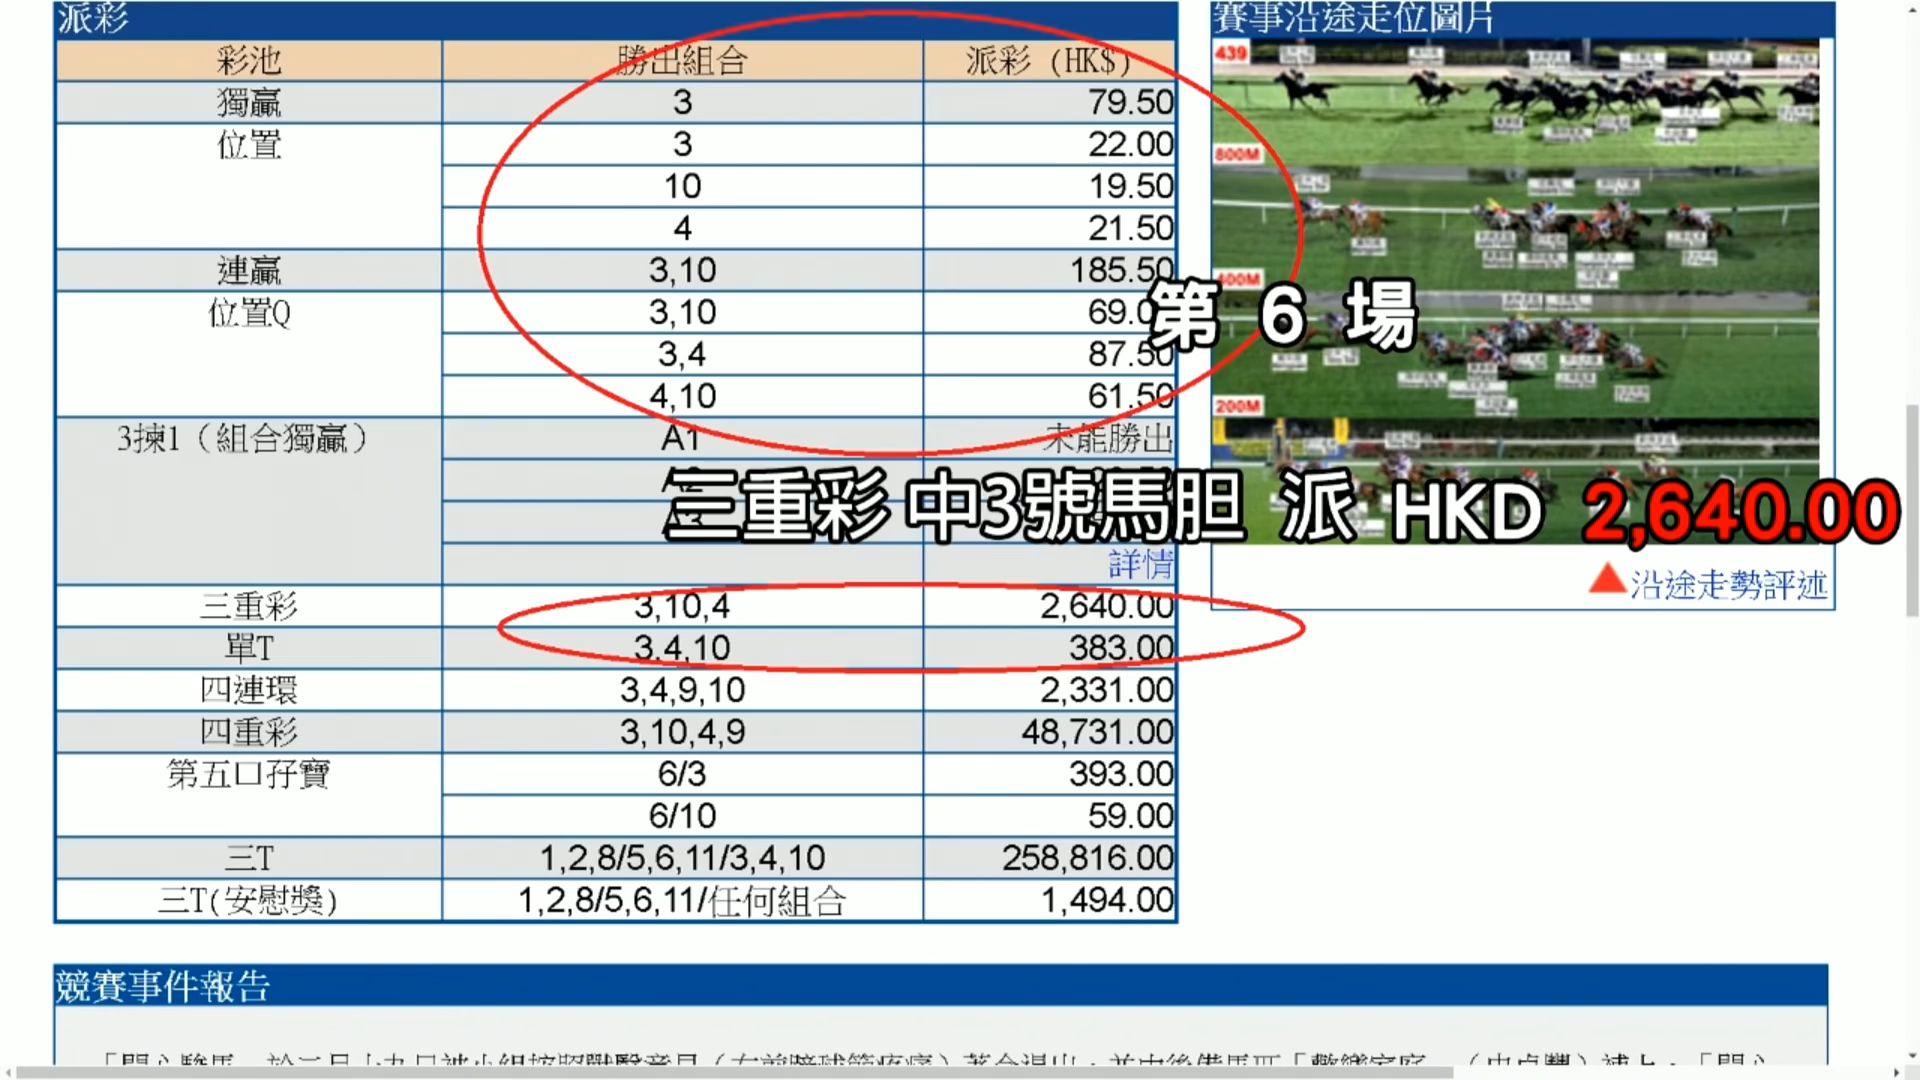 派彩
彩池 勝出組合 派彩 (HK$)
獨贏 3 79.50
位置 3 22.00
10 19.50
4 21.50
連贏 3,10 185.50
位置Q 3,10 69.0
3,4 87.50
4,10 61.50
3揀1（組合獨贏） A1 未能勝出
A2
A3
詳情
三重彩 3,10,4 2,640.00
單T 3,4,10 383.00
四連環 3,4,9,10 2,331.00
四重彩 3,10,4,9 48,731.00
第五口孖寶 6/3 393.00
6/10 59.00
三T 1,2,8/5,6,11/3,4,10 258,816.00
三T(安慰獎) 1,2,8/5,6,11/任何組合 1,494.00
賽事沿途走位圖片
439
800M
400M
200M
第 6 場
三重彩 中3號馬胆 派 HKD 2,640.00
沿途走勢評述
競賽事件報告